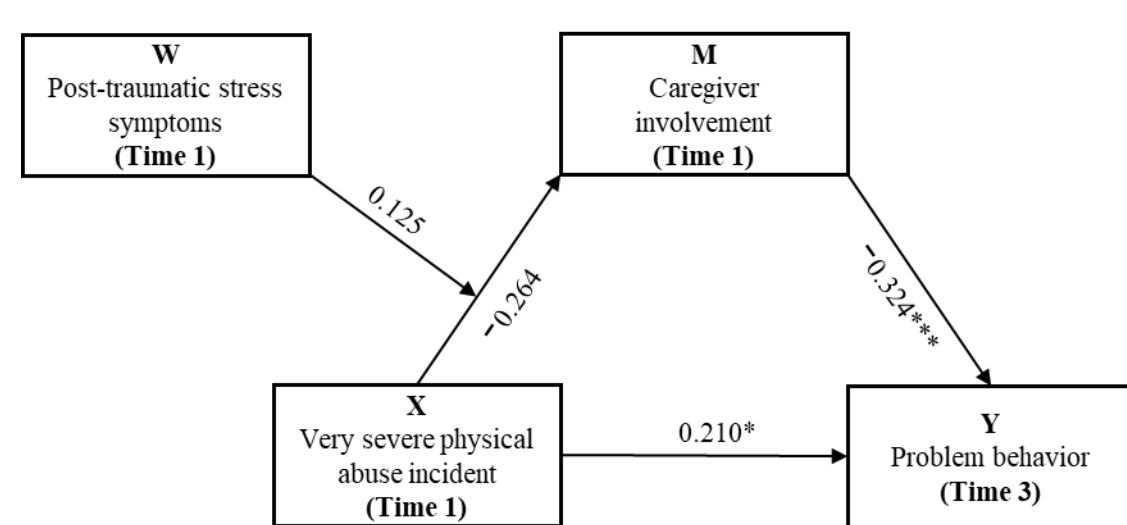 W
Post-traumatic stress
symptoms
(Time 1)
M
Caregiver
involvement
(Time 1)
0.125
−0.264
−0.324***
X
Very severe physical
abuse incident
(Time 1)
0.210*
Y
Problem behavior
(Time 3)